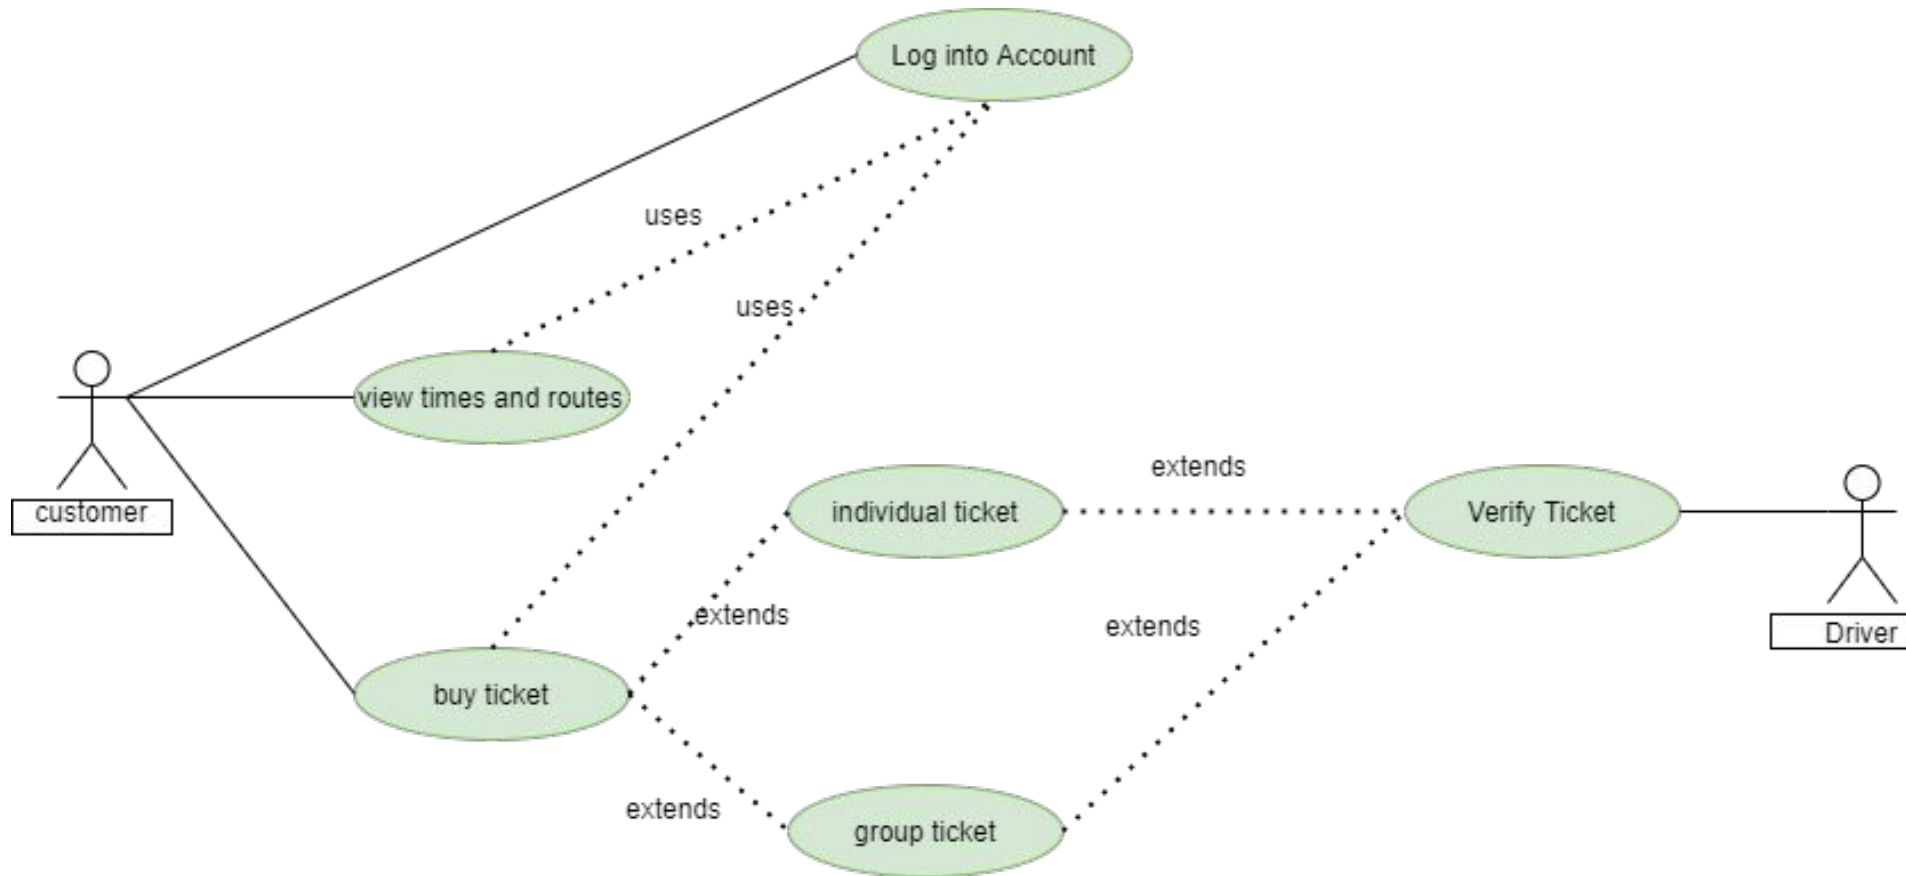 Log into Account
uses
uses
view times and routes
customer
extends
individual ticket
Verify Ticket
extends
extends
Driver
buy ticket
extends
group ticket